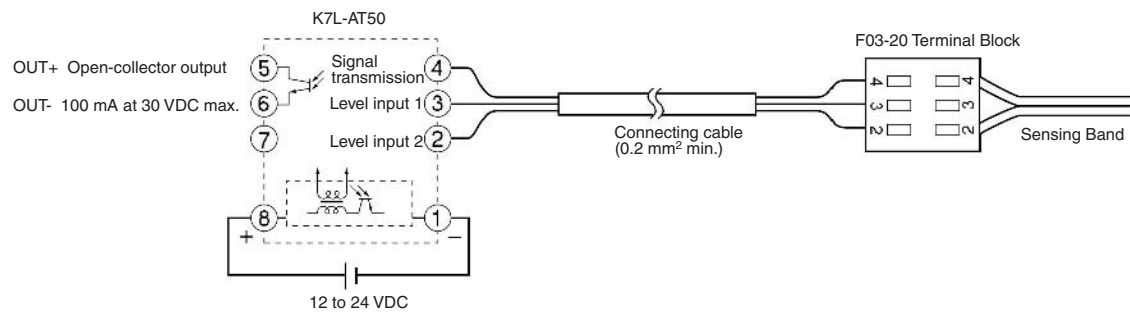 K7L-AT50
F03-20 Terminal Block
OUT+ Open-collector output
5
Signal
transmission
4
4
4
OUT- 100 mA at 30 VDC max.
6
Level input 1
3
3
3
7
Level input 2
2
2
2
Connecting cable
(0.2 mm² min.)
Sensing Band
8
1
+
−
12 to 24 VDC